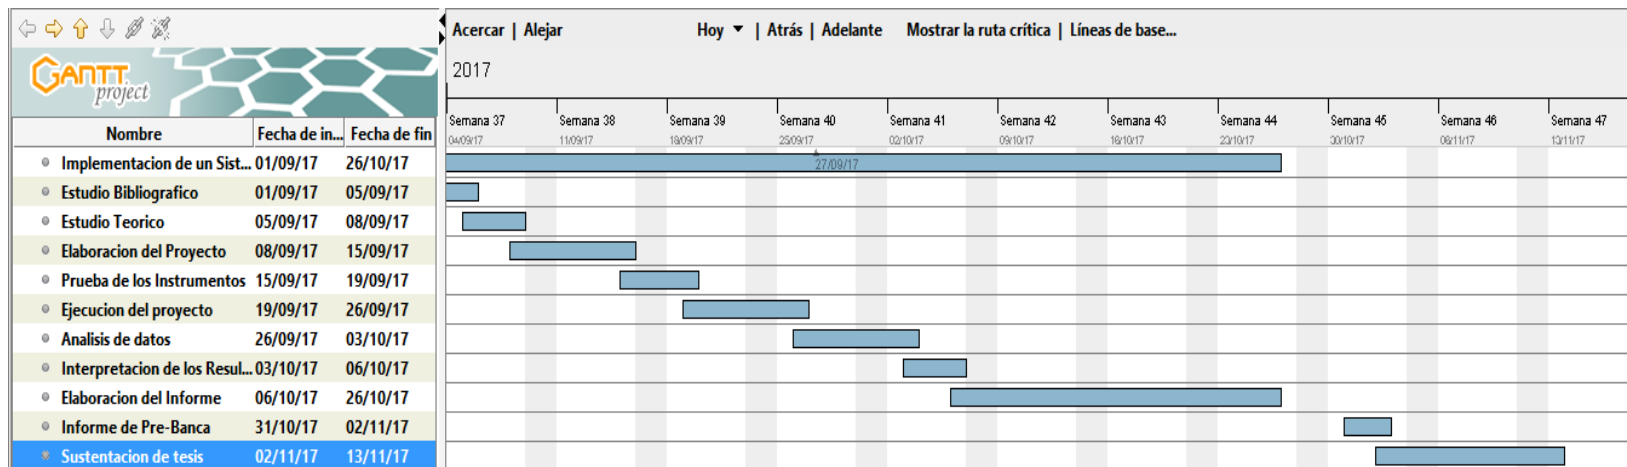 Acercar | Alejar Hoy ▼ | Atrás | Adelante Mostrar la ruta crítica | Líneas de base...
GANTT project
2017
Semana 37 Semana 38 Semana 39 Semana 40 Semana 41 Semana 42 Semana 43 Semana 44 Semana 45 Semana 46 Semana 47
04/09/17 11/09/17 18/09/17 25/09/17 02/10/17 09/10/17 16/10/17 23/10/17 30/10/17 06/11/17 13/11/17
Nombre Fecha de in... Fecha de fin
Implementacion de un Sist... 01/09/17 26/10/17 27/09/17
Estudio Bibliografico 01/09/17 05/09/17
Estudio Teorico 05/09/17 08/09/17
Elaboracion del Proyecto 08/09/17 15/09/17
Prueba de los Instrumentos 15/09/17 19/09/17
Ejecucion del proyecto 19/09/17 26/09/17
Analisis de datos 26/09/17 03/10/17
Interpretacion de los Resul... 03/10/17 06/10/17
Elaboracion del Informe 06/10/17 26/10/17
Informe de Pre-Banca 31/10/17 02/11/17
Sustentacion de tesis 02/11/17 13/11/17